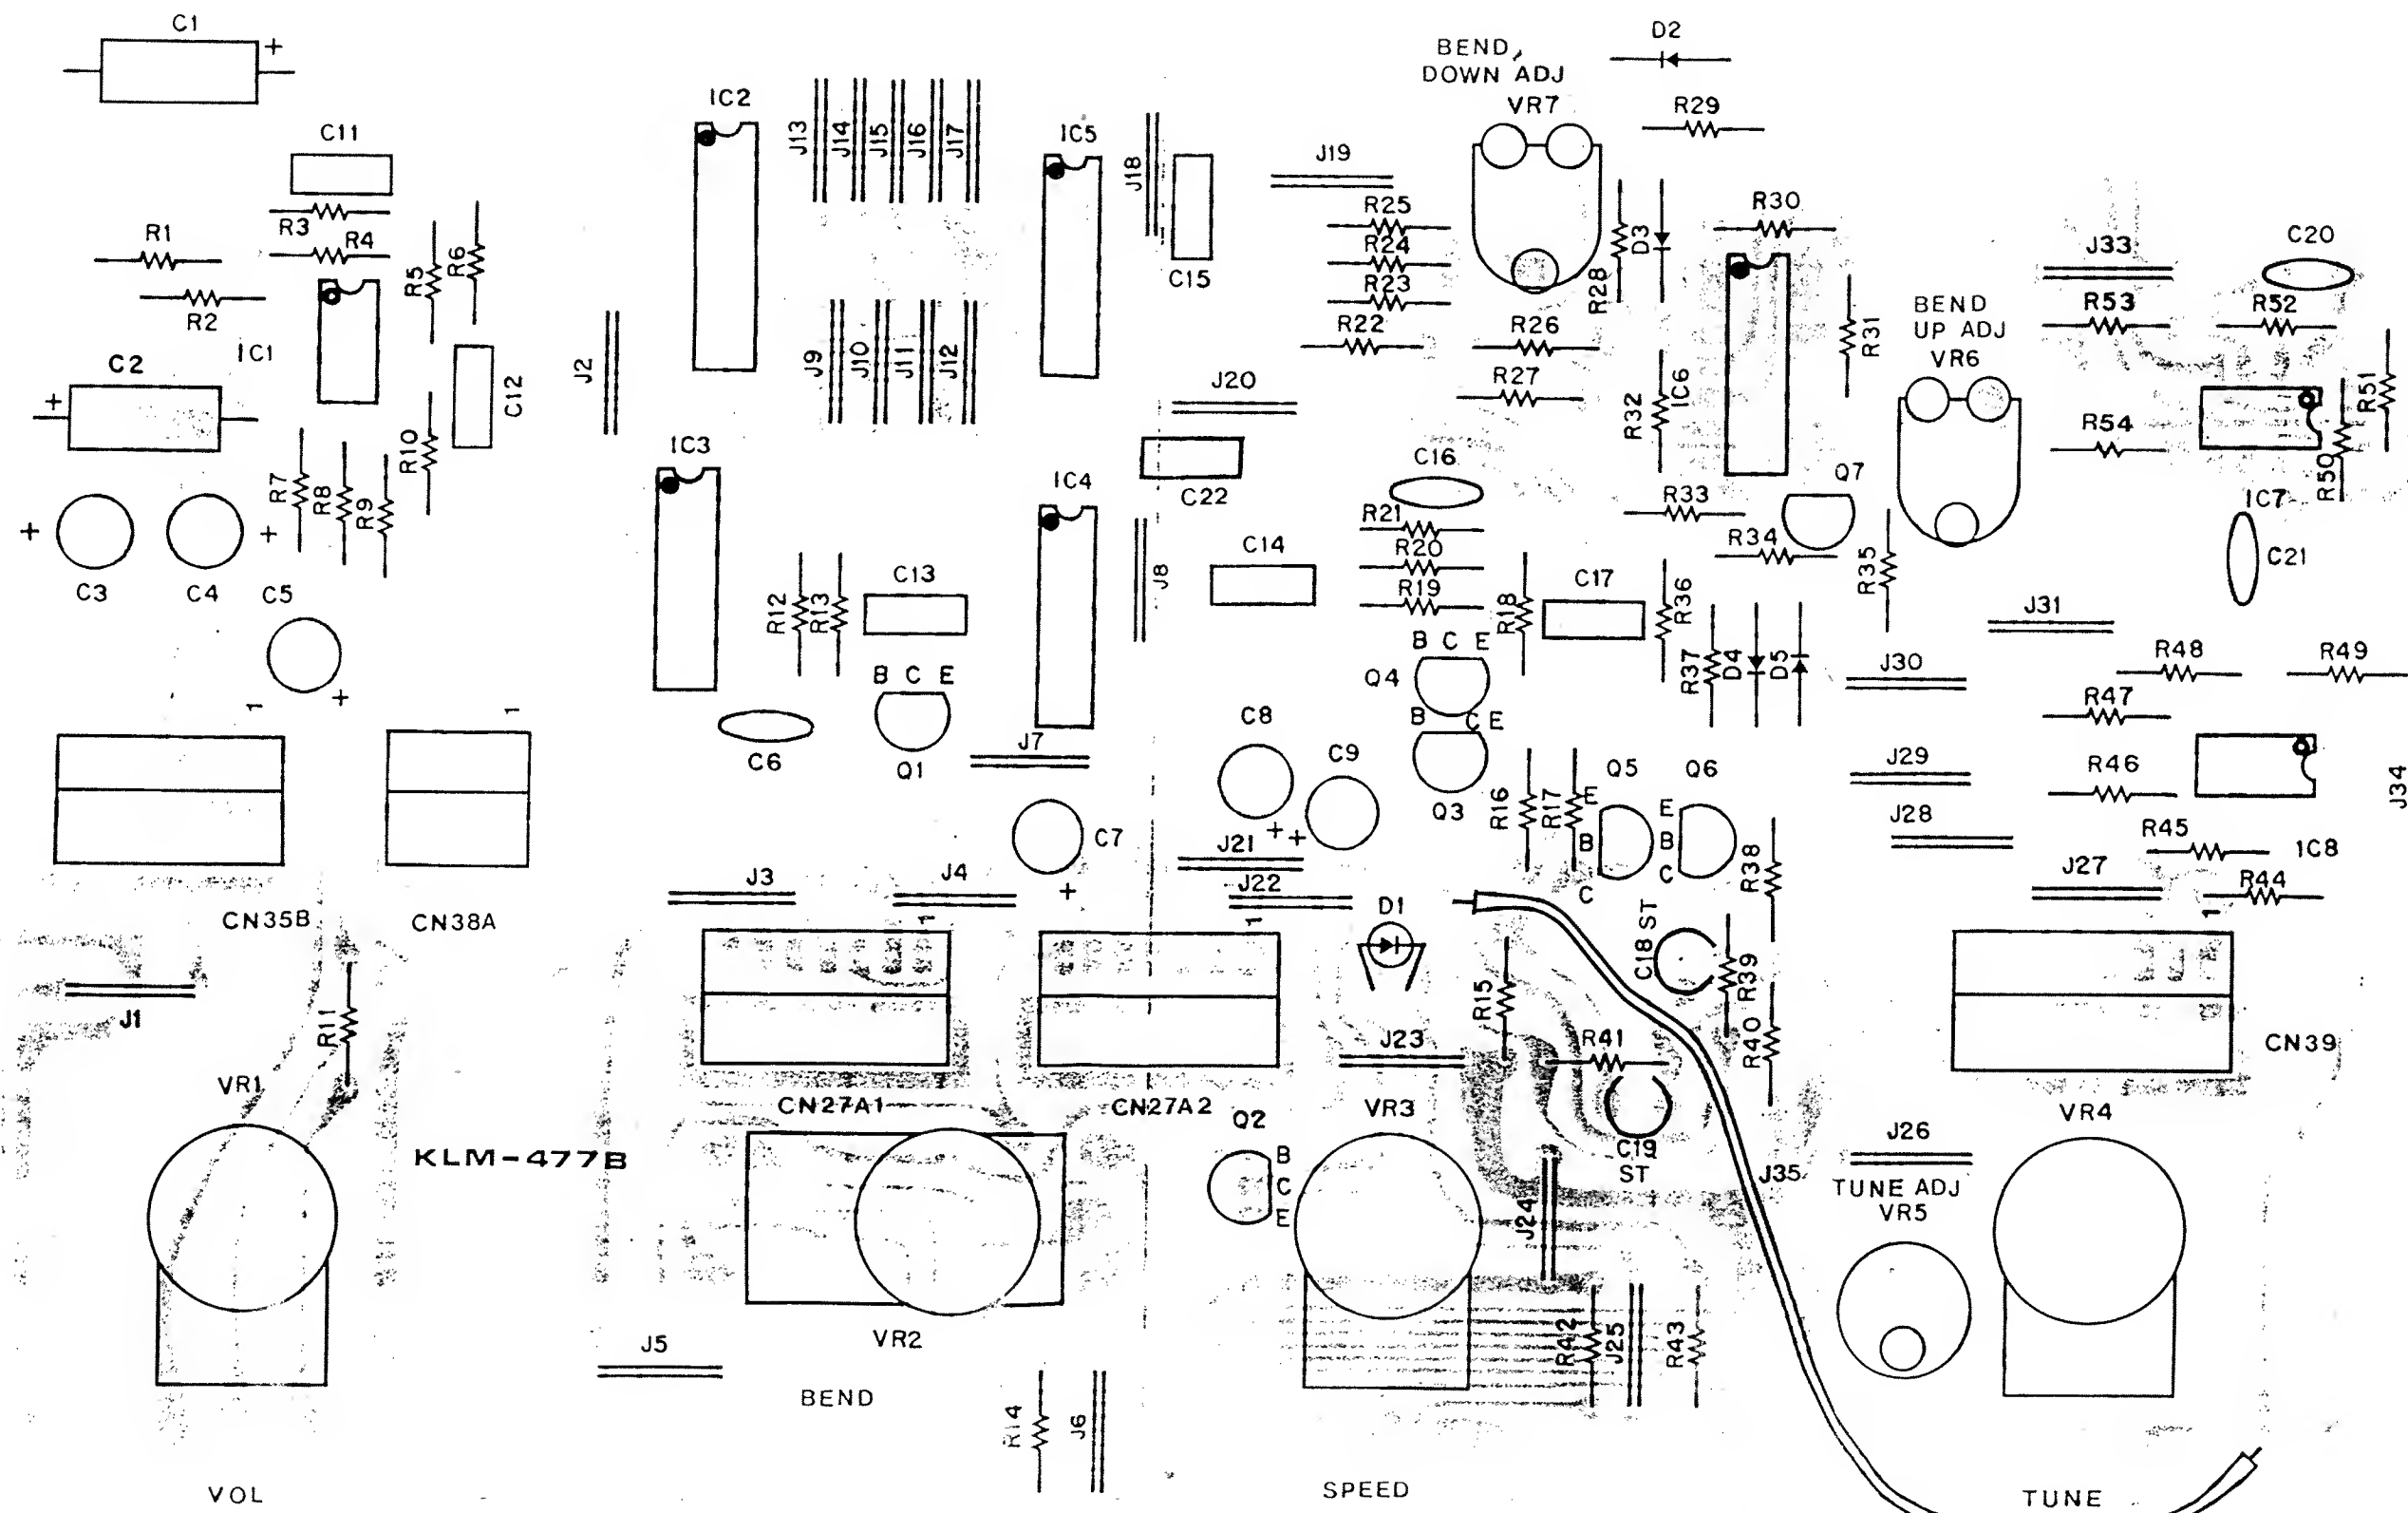 C1
+
D2
BEND
DOWN ADJ
VR7
IC2
J13
J14
J15
J16
J17
IC5
J18
J19
R29
C11
R3
R4
R1
R2
R5
R6
R25
R24
R23
R22
C15
R28
D3
R30
J33
C20
R53
R52
R26
R31
BEND
UP ADJ
VR6
IC1
C2
+
C12
J2
J9
J10
J11
J12
J20
R27
R32
IC6
R54
R51
R50
IC7
R10
R7
R8
R9
IC3
IC4
C22
C16
R33
Q7
R34
R35
R21
R20
R19
C14
J8
C21
+
+
C3
C4
C5
+
R12
R13
C13
R18
C17
R36
J31
B C E
Q4
B C E
Q1
B C E
Q3
R37
D4
D5
J30
R48
R49
R47
1
1
C6
J7
C8
C9
+ +
R16
R17
Q5
E
B
C
Q6
E
B
C
J29
R46
J34
J28
R45
IC8
C7
+
J21
R38
J3
J4
J22
J27
R44
D1
CN35B
CN38A
1
1
1
C18 ST
R39
J1
R11
R15
R40
J23
R41
CN39
VR1
CN27A1
CN27A2
Q2
B
C
E
VR3
C19
ST
VR4
KLM-477B
J26
J35
TUNE ADJ
VR5
J24
VR2
J5
R42
J25
R43
BEND
R14
J6
VOL
SPEED
TUNE